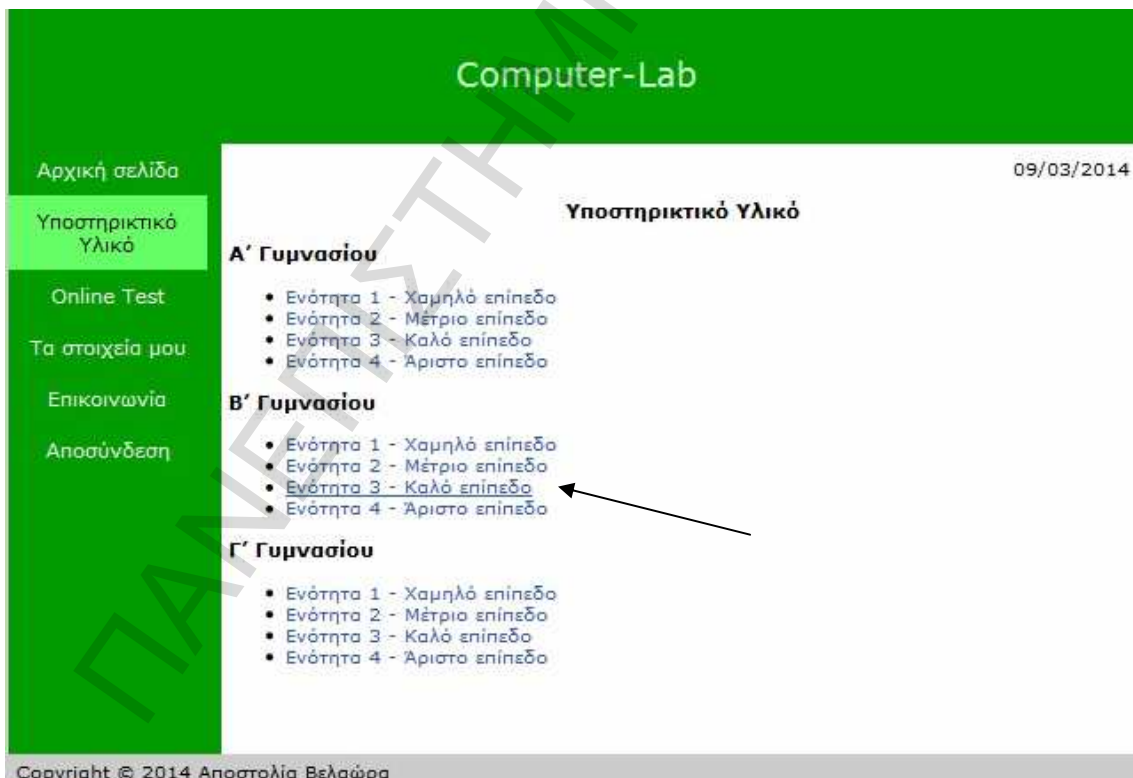 Computer-Lab
Αρχική σελίδα
Υποστηρικτικό
Υλικό
Online Test
Τα στοιχεία μου
Επικοινωνία
Αποσύνδεση
09/03/2014
Υποστηρικτικό Υλικό
Α' Γυμνασίου
• Ενότητα 1 - Χαμηλό επίπεδο
• Ενότητα 2 - Μέτριο επίπεδο
• Ενότητα 3 - Καλό επίπεδο
• Ενότητα 4 - Άριστο επίπεδο
Β' Γυμνασίου
• Ενότητα 1 - Χαμηλό επίπεδο
• Ενότητα 2 - Μέτριο επίπεδο
• Ενότητα 3 - Καλό επίπεδο
• Ενότητα 4 - Άριστο επίπεδο
Γ' Γυμνασίου
• Ενότητα 1 - Χαμηλό επίπεδο
• Ενότητα 2 - Μέτριο επίπεδο
• Ενότητα 3 - Καλό επίπεδο
• Ενότητα 4 - Άριστο επίπεδο
Copyright © 2014 Αποστολία Βελαώρα